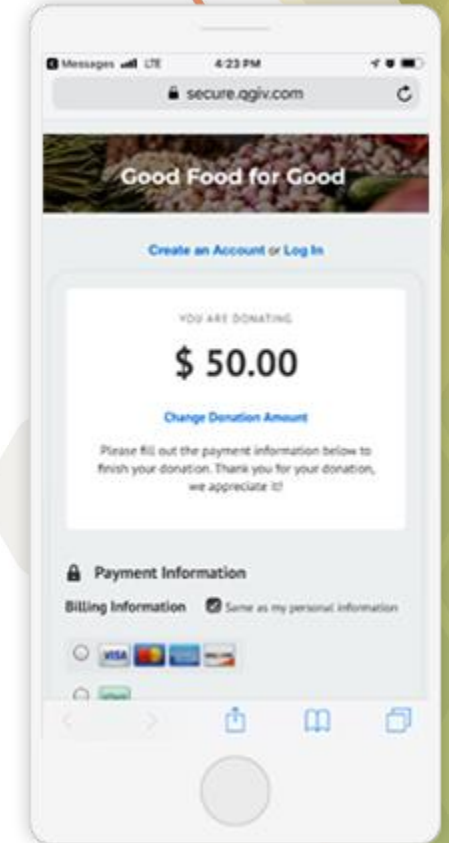 Messages LTE 4:23 PM
secure.qgiv.com
Good Food for Good
Create an Account or Log In
YOU ARE DONATING
$ 50.00
Change Donation Amount
Please fill out the payment information below to
finish your donation. Thank you for your donation,
we appreciate it!
Payment Information
Billing Information Same as my personal information
VISA